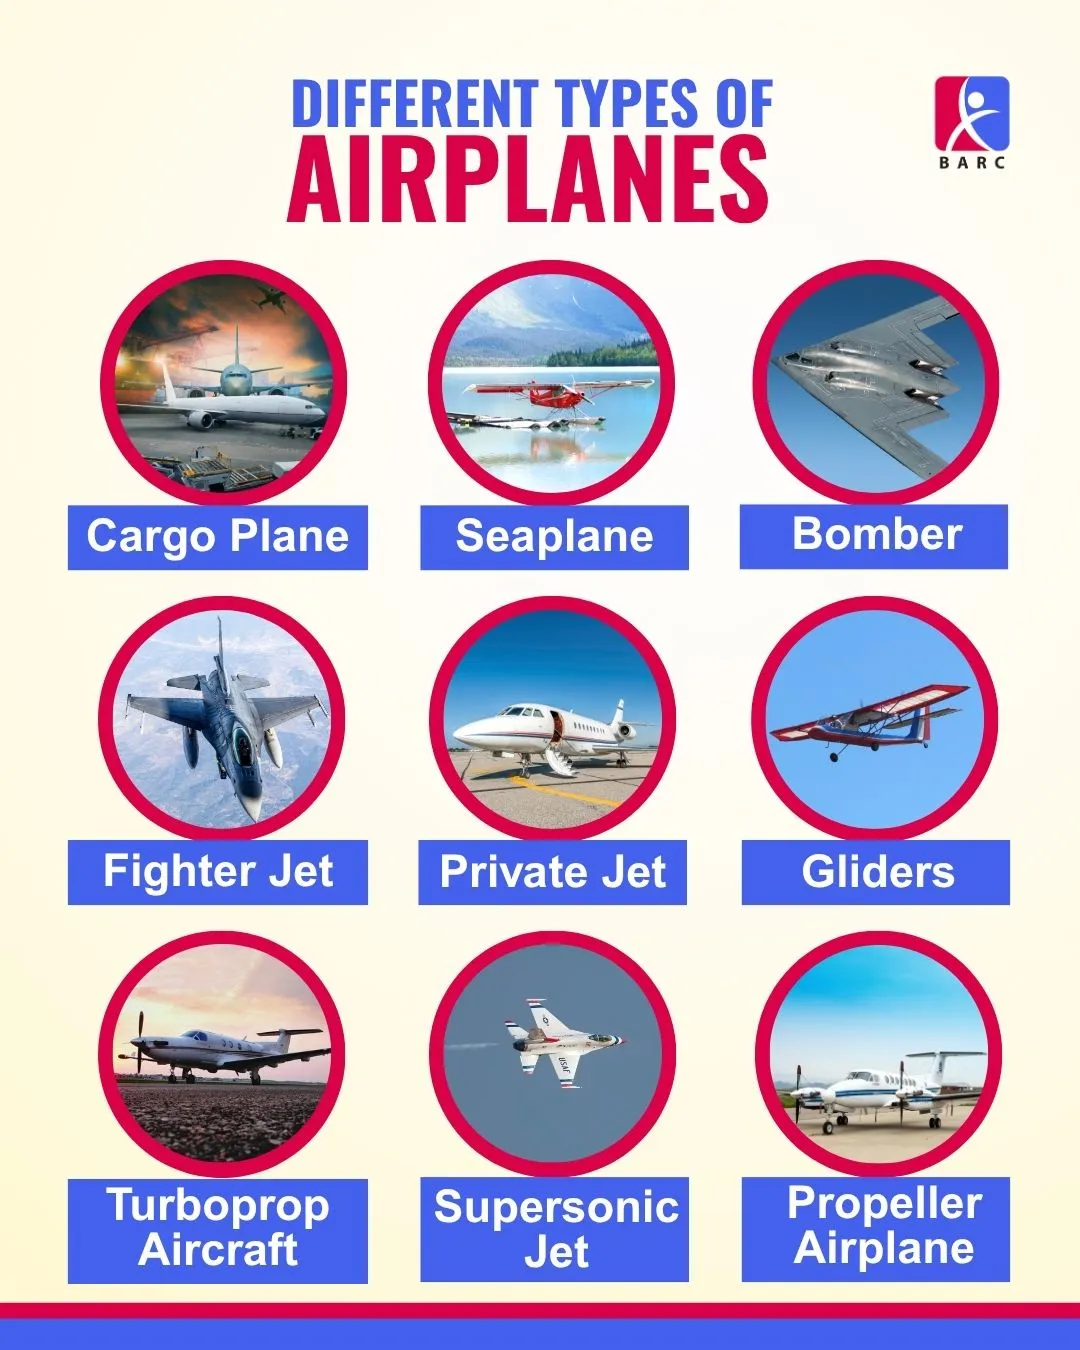 DIFFERENT TYPES OF
AIRPLANES
BARC
Cargo Plane
Seaplane
Bomber
Fighter Jet
Private Jet
Gliders
USAF
Turboprop
Aircraft
Supersonic
Jet
Propeller
Airplane